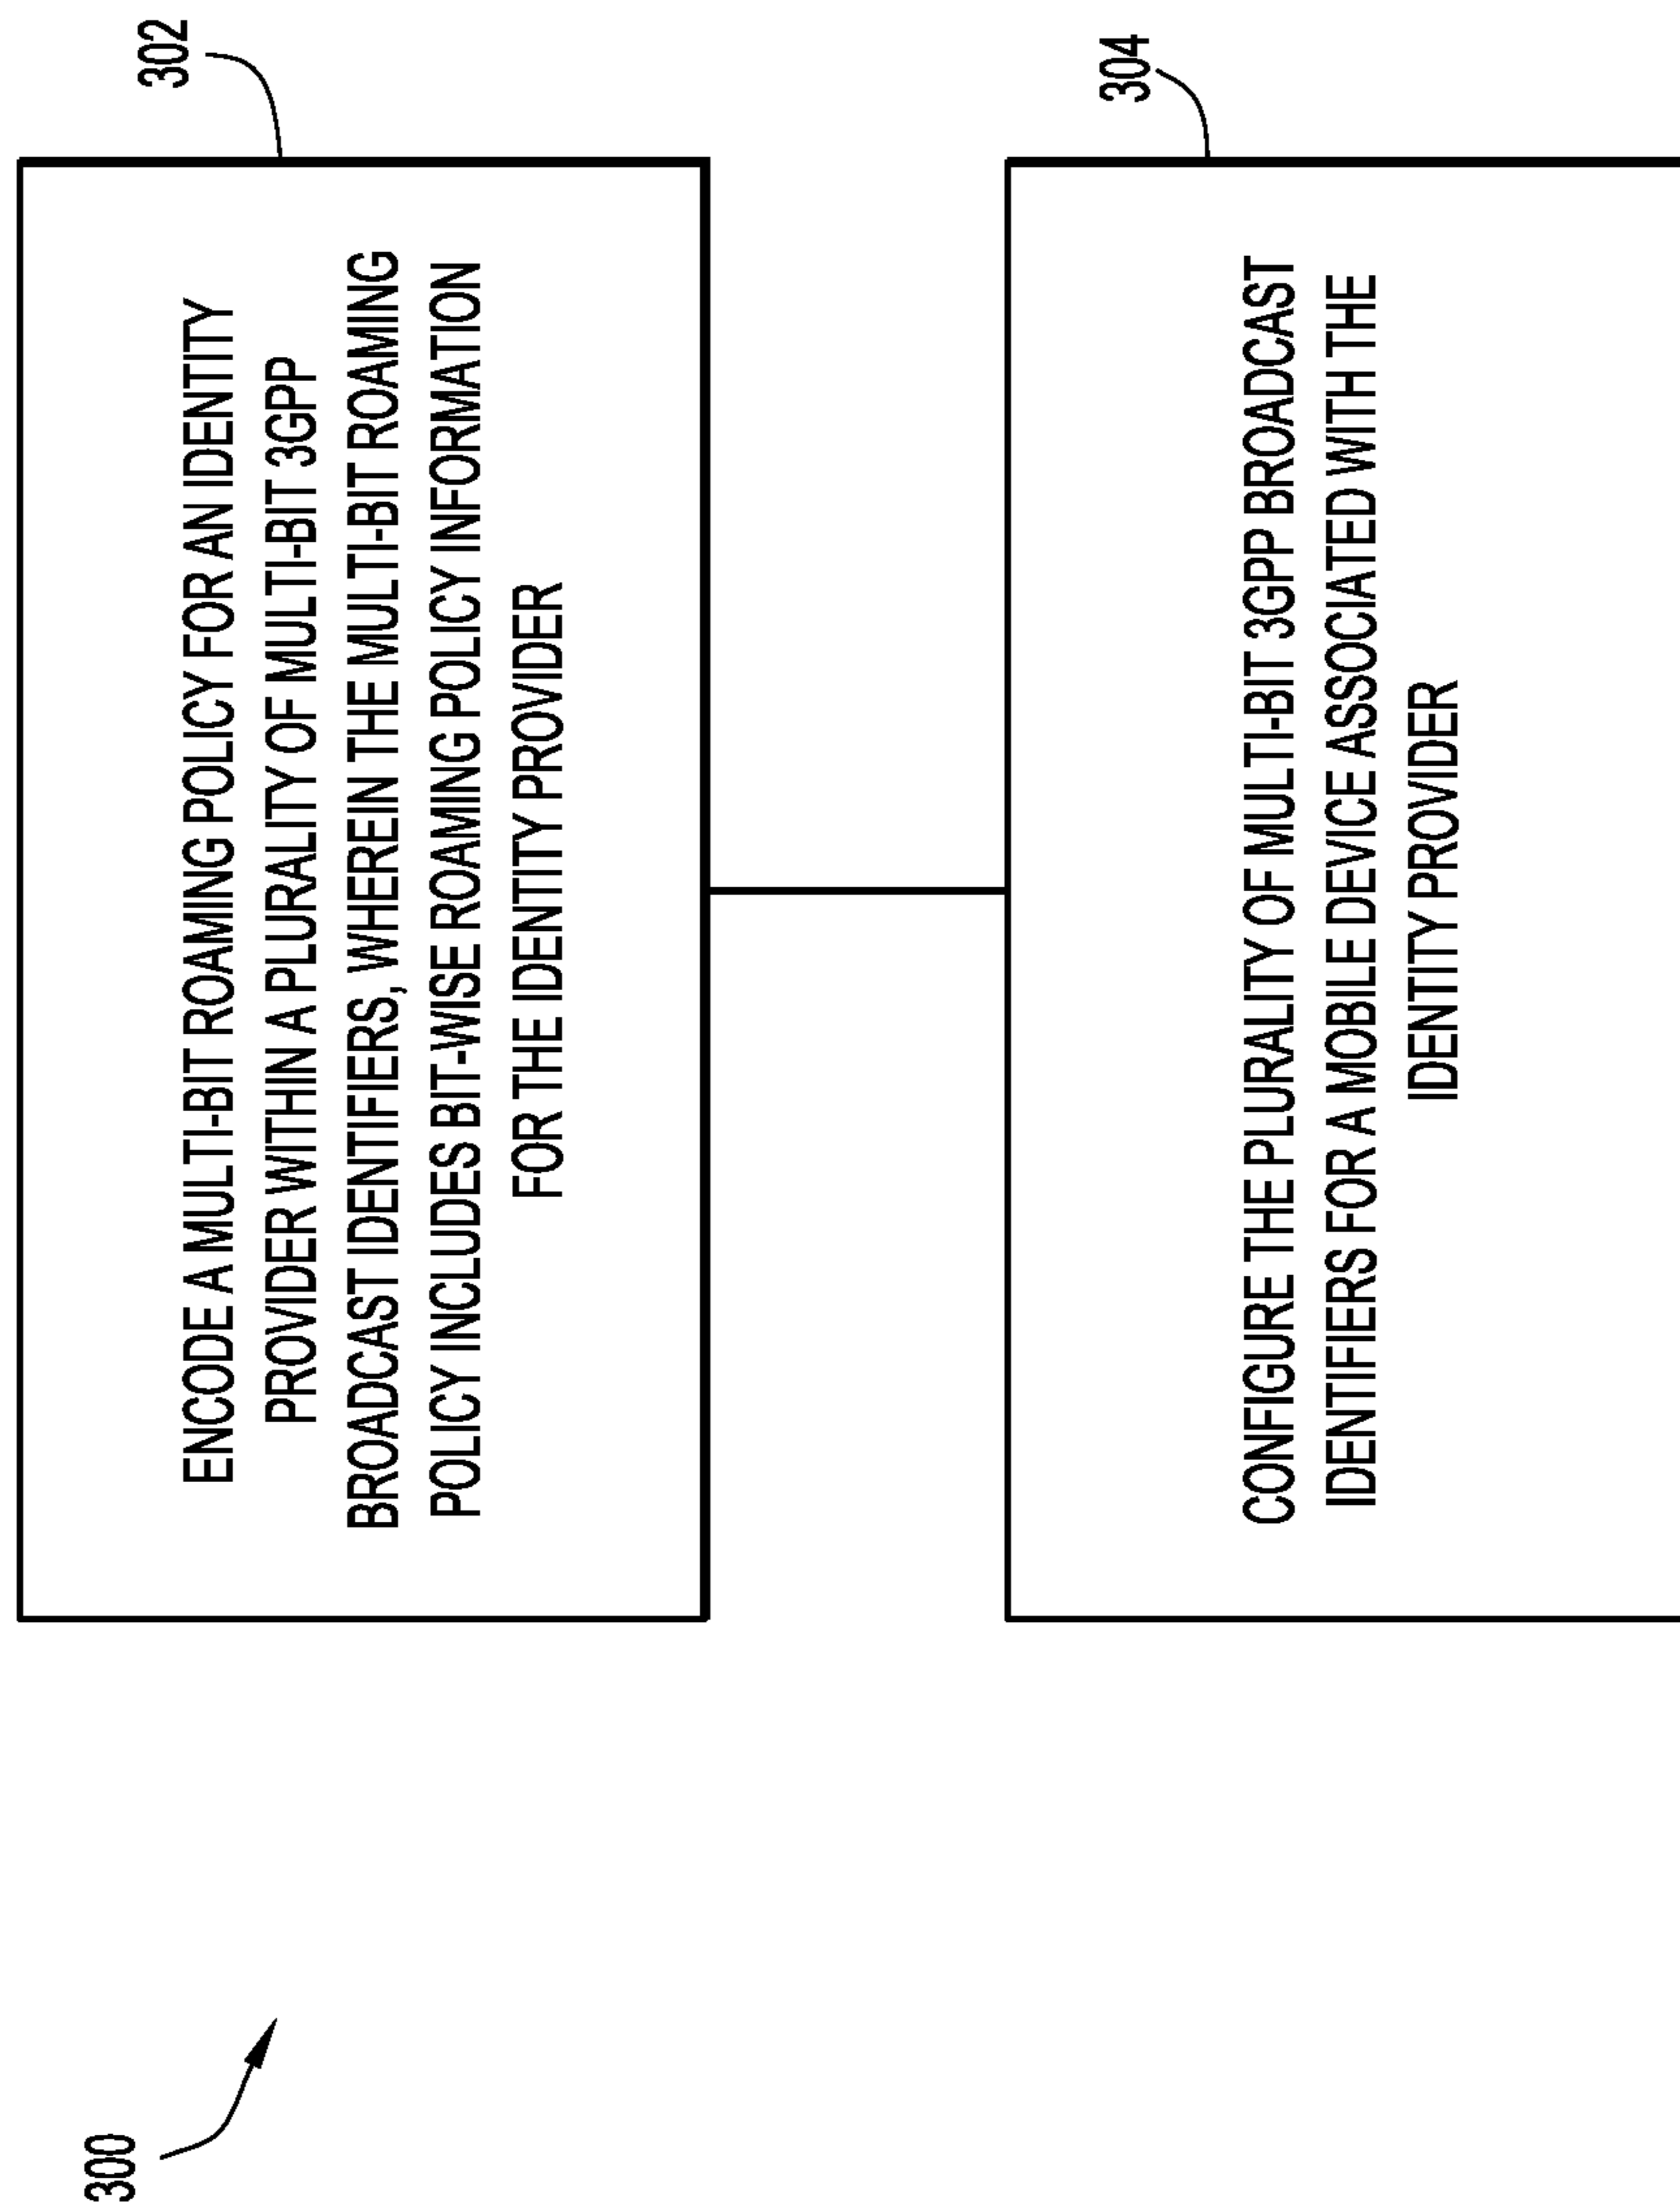 300
302
ENCODE A MULTI-BIT ROAMING POLICY FOR AN IDENTITY
PROVIDER WITHIN A PLURALITY OF MULTI-BIT 3GPP
BROADCAST IDENTIFIERS, WHEREIN THE MULTI-BIT ROAMING
POLICY INCLUDES BIT-WISE ROAMING POLICY INFORMATION
FOR THE IDENTITY PROVIDER
304
CONFIGURE THE PLURALITY OF MULTI-BIT 3GPP BROADCAST
IDENTIFIERS FOR A MOBILE DEVICE ASSOCIATED WITH THE
IDENTITY PROVIDER